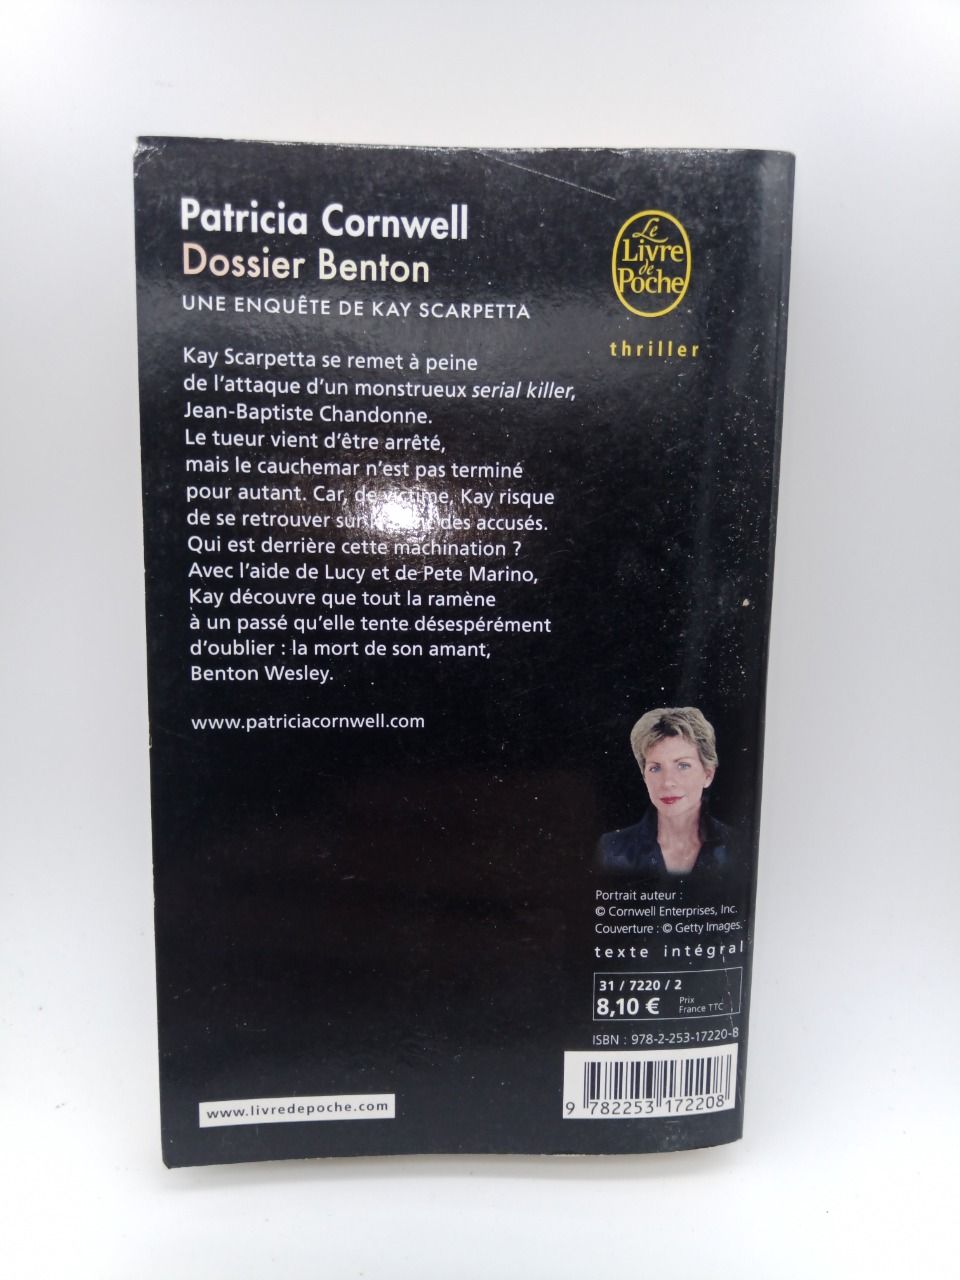 Patricia Cornwell
Dossier Benton
UNE ENQUÊTE DE KAY SCARPETTA
Kay Scarpetta se remet à peine
de l'attaque d'un monstrueux serial killer,
Jean-Baptiste Chandonne.
Le tueur vient d'être arrêté,
mais le cauchemar n'est pas terminé
pour autant. Car, de victime, Kay risque
de se retrouver sur des accusés.
Qui est derrière cette machination ?
Avec l'aide de Lucy et de Pete Marino,
Kay découvre que tout la ramène
à un passé qu'elle tente désespérément
d'oublier : la mort de son amant,
Benton Wesley.
www.patriciacornwell.com
Le
Livre
de
Poche
thriller
Portrait auteur :
© Cornwell Enterprises, Inc.
Couverture : © Getty Images.
texte intégral
31 / 7220 / 2
8,10 € Prix
France TTC
ISBN : 978-2-253-17220-8
9 782253 172208
www.livredepoche.com